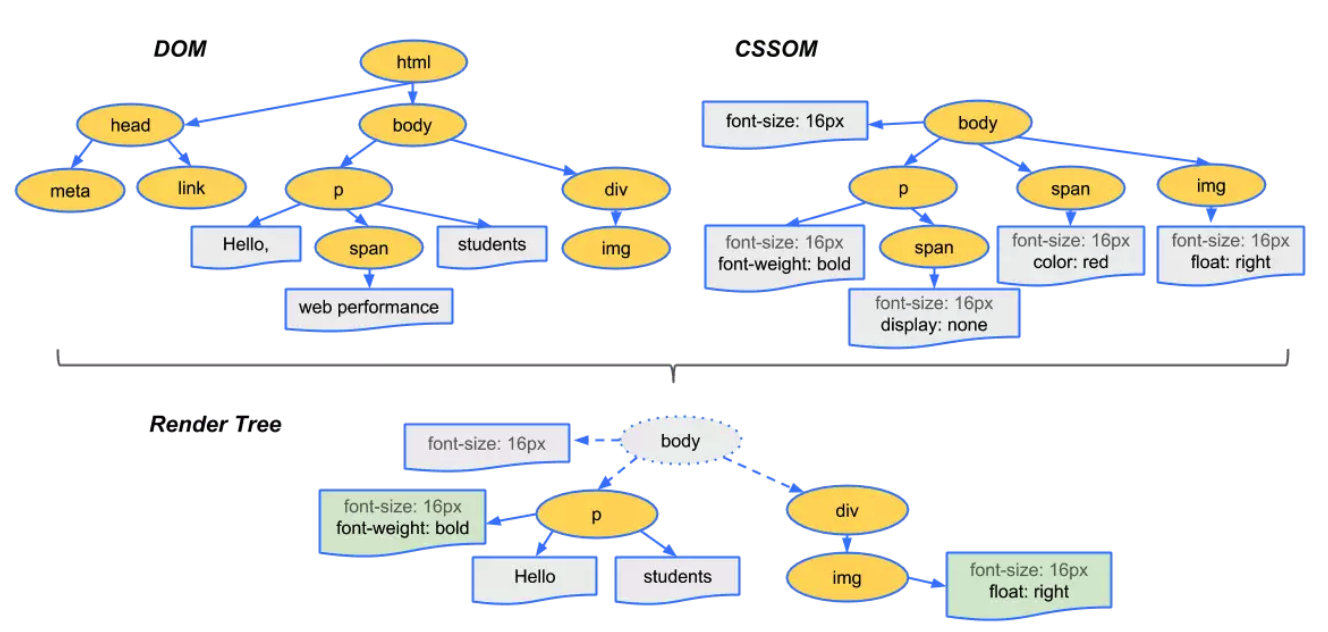 DOM
html
head
body
meta
link
p
div
Hello,
span
students
img
web performance
CSSOM
font-size: 16px
body
p
span
img
font-size: 16px
font-weight: bold
span
font-size: 16px
color: red
font-size: 16px
float: right
font-size: 16px
display: none
Render Tree
font-size: 16px
body
font-size: 16px
font-weight: bold
p
div
Hello
students
img
font-size: 16px
float: right